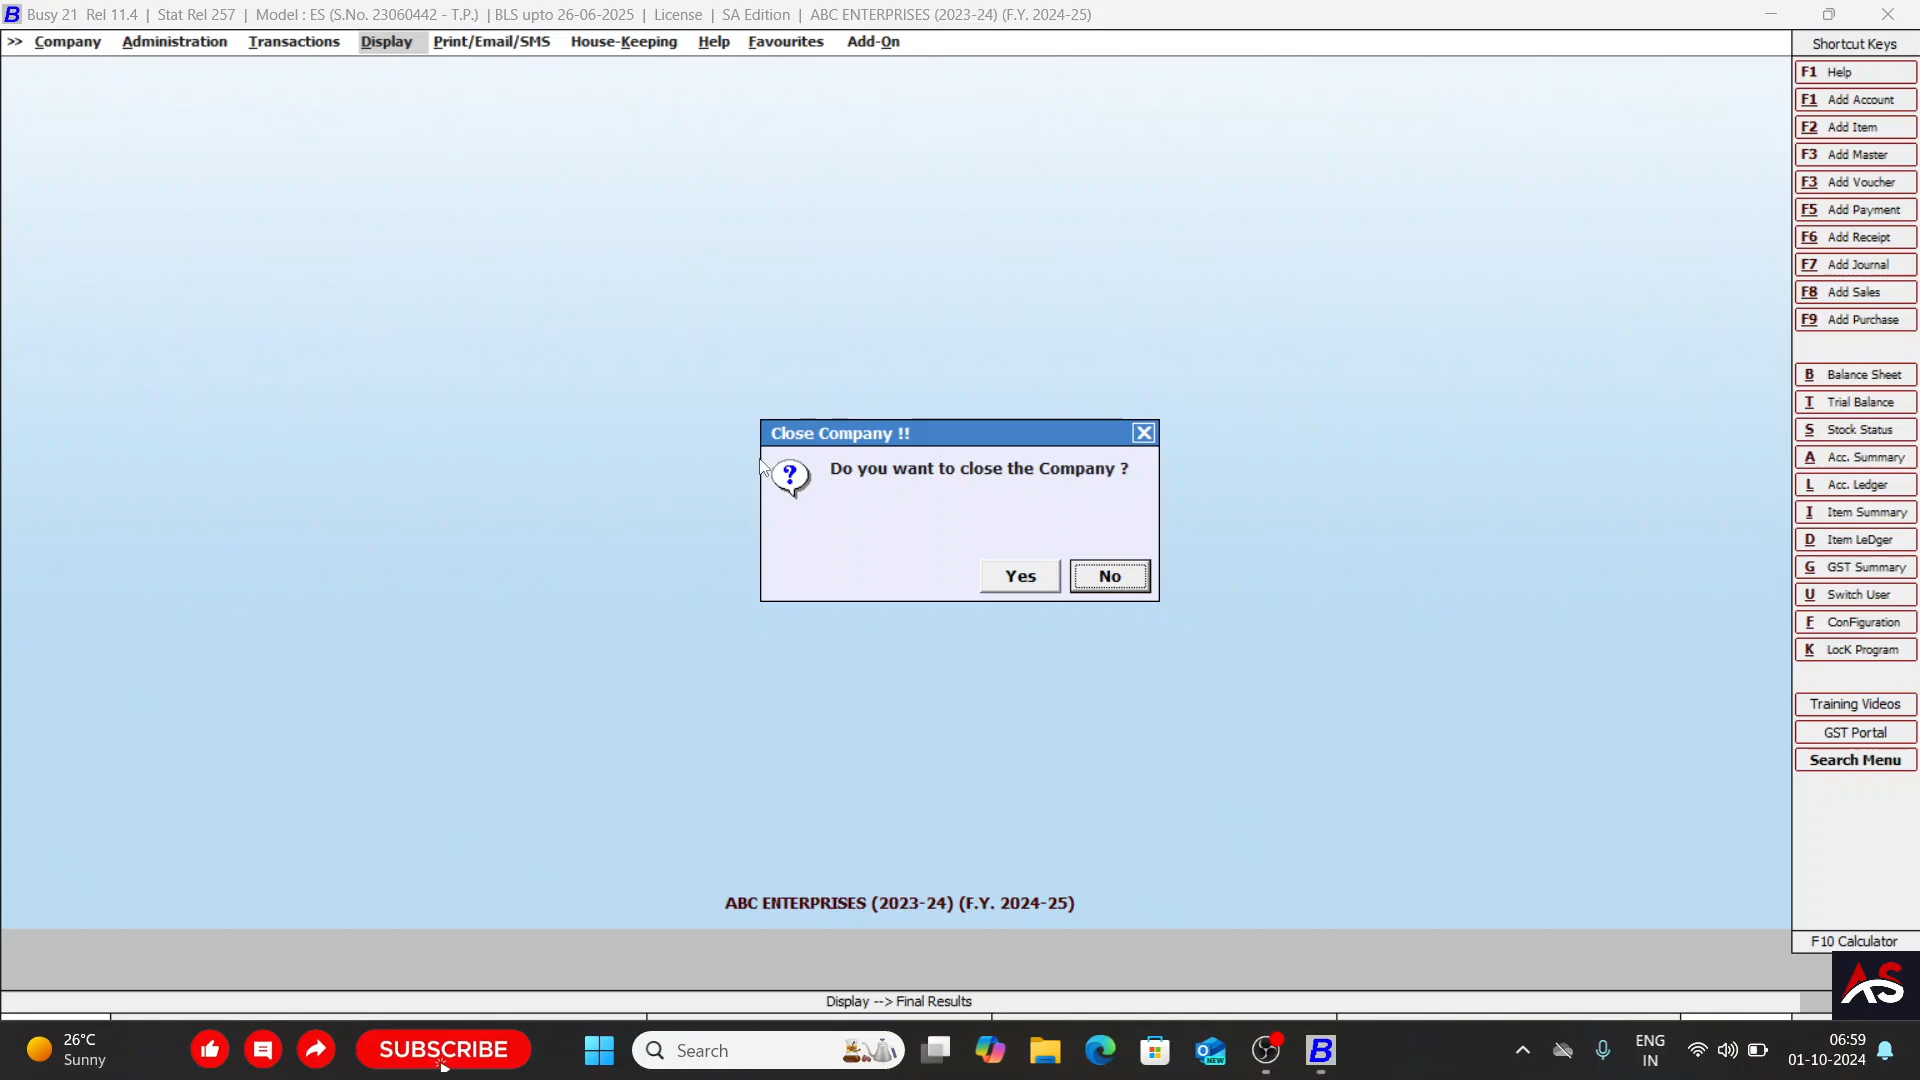 Busy 21 Rel 11.4 | Stat Rel 257 | Model : ES (S.No. 23060442 - T.P.) | BLS upto 26-06-2025 | License | SA Edition | ABC ENTERPRISES (2023-24) (F.Y. 2024-25)
>> Company Administration Transactions Display Print/Email/SMS House-Keeping Help Favourites Add-On
Shortcut Keys
F1 Help
F1 Add Account
F2 Add Item
F3 Add Master
F3 Add Voucher
F5 Add Payment
F6 Add Receipt
F7 Add Journal
F8 Add Sales
F9 Add Purchase
B Balance Sheet
T Trial Balance
S Stock Status
A Acc. Summary
L Acc. Ledger
I Item Summary
D Item LeDger
G GST Summary
U Switch User
F ConFiguration
K LocK Program
Training Videos
GST Portal
Search Menu
F10 Calculator
Close Company !!
? Do you want to close the Company ?
Yes No
ABC ENTERPRISES (2023-24) (F.Y. 2024-25)
AS
Display --> Final Results
26°C
Sunny
SUBSCRIBE
Search
NEW
B
ENG
IN
06:59
01-10-2024